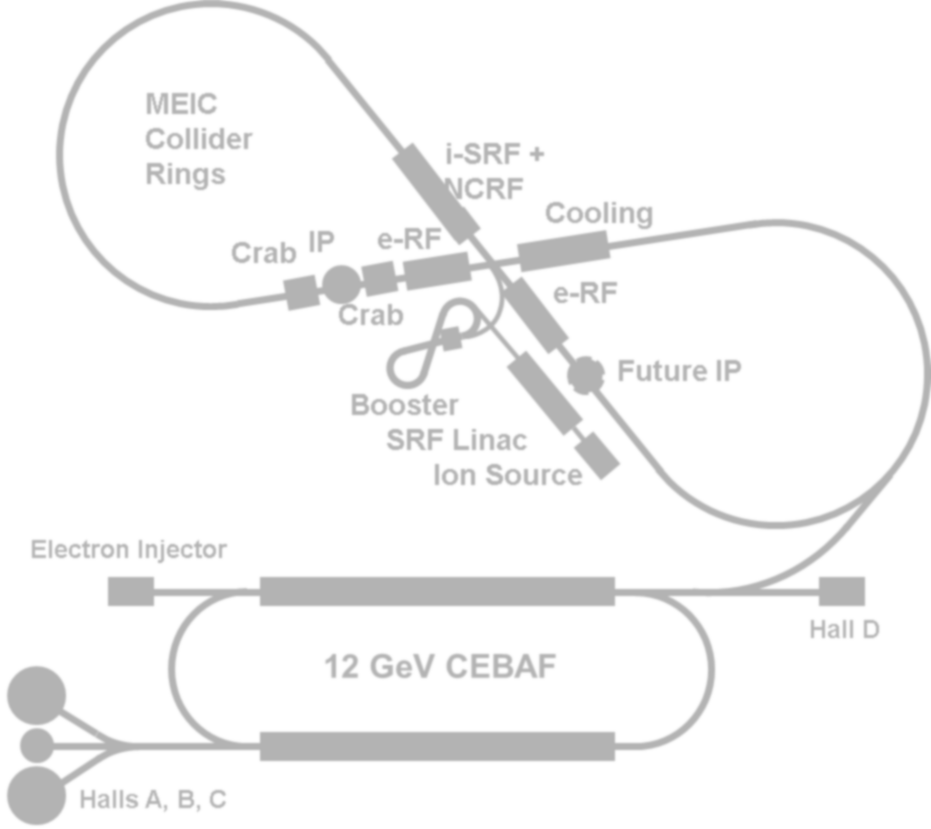 MEIC
Collider
Rings
i-SRF +
NCRF
Cooling
Crab
IP
e-RF
Crab
e-RF
Future IP
Booster
SRF Linac
Ion Source
Electron Injector
Hall D
12 GeV CEBAF
Halls A, B, C